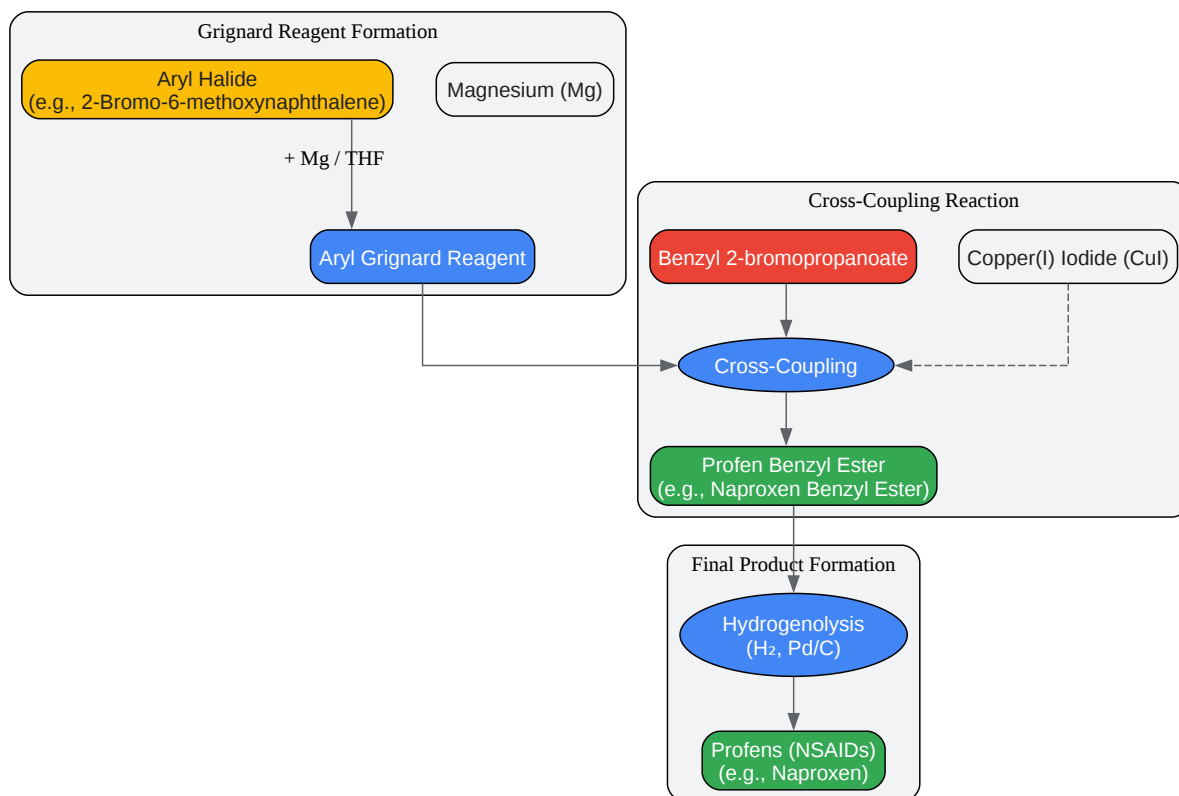 Grignard Reagent Formation
Aryl Halide
(e.g., 2-Bromo-6-methoxynaphthalene)
Magnesium (Mg)
+ Mg / THF
Aryl Grignard Reagent
Cross-Coupling Reaction
Benzyl 2-bromopropanoate
Copper(I) Iodide (CuI)
Cross-Coupling
Profen Benzyl Ester
(e.g., Naproxen Benzyl Ester)
Final Product Formation
Hydrogenolysis
(H₂, Pd/C)
Profens (NSAIDs)
(e.g., Naproxen)